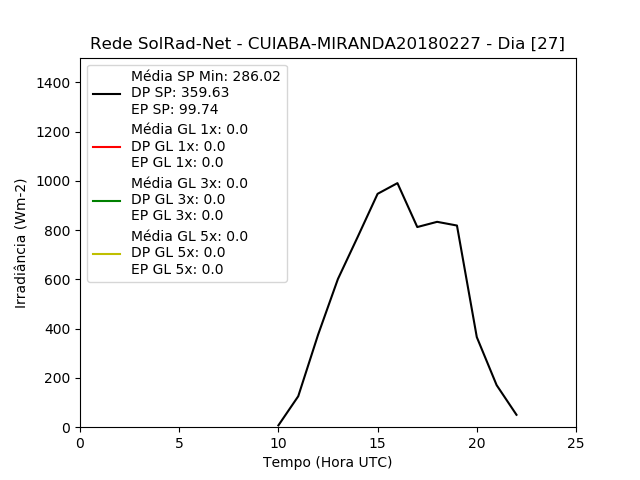 Rede SolRad-Net - CUIABA-MIRANDA20180227 - Dia [27]
Média SP Min: 286.02
DP SP: 359.63
EP SP: 99.74
Média GL 1x: 0.0
DP GL 1x: 0.0
EP GL 1x: 0.0
Média GL 3x: 0.0
DP GL 3x: 0.0
EP GL 3x: 0.0
Média GL 5x: 0.0
DP GL 5x: 0.0
EP GL 5x: 0.0
Irradiância (Wm-2)
1400
1200
1000
800
600
400
200
0
0 5 10 15 20 25
Tempo (Hora UTC)